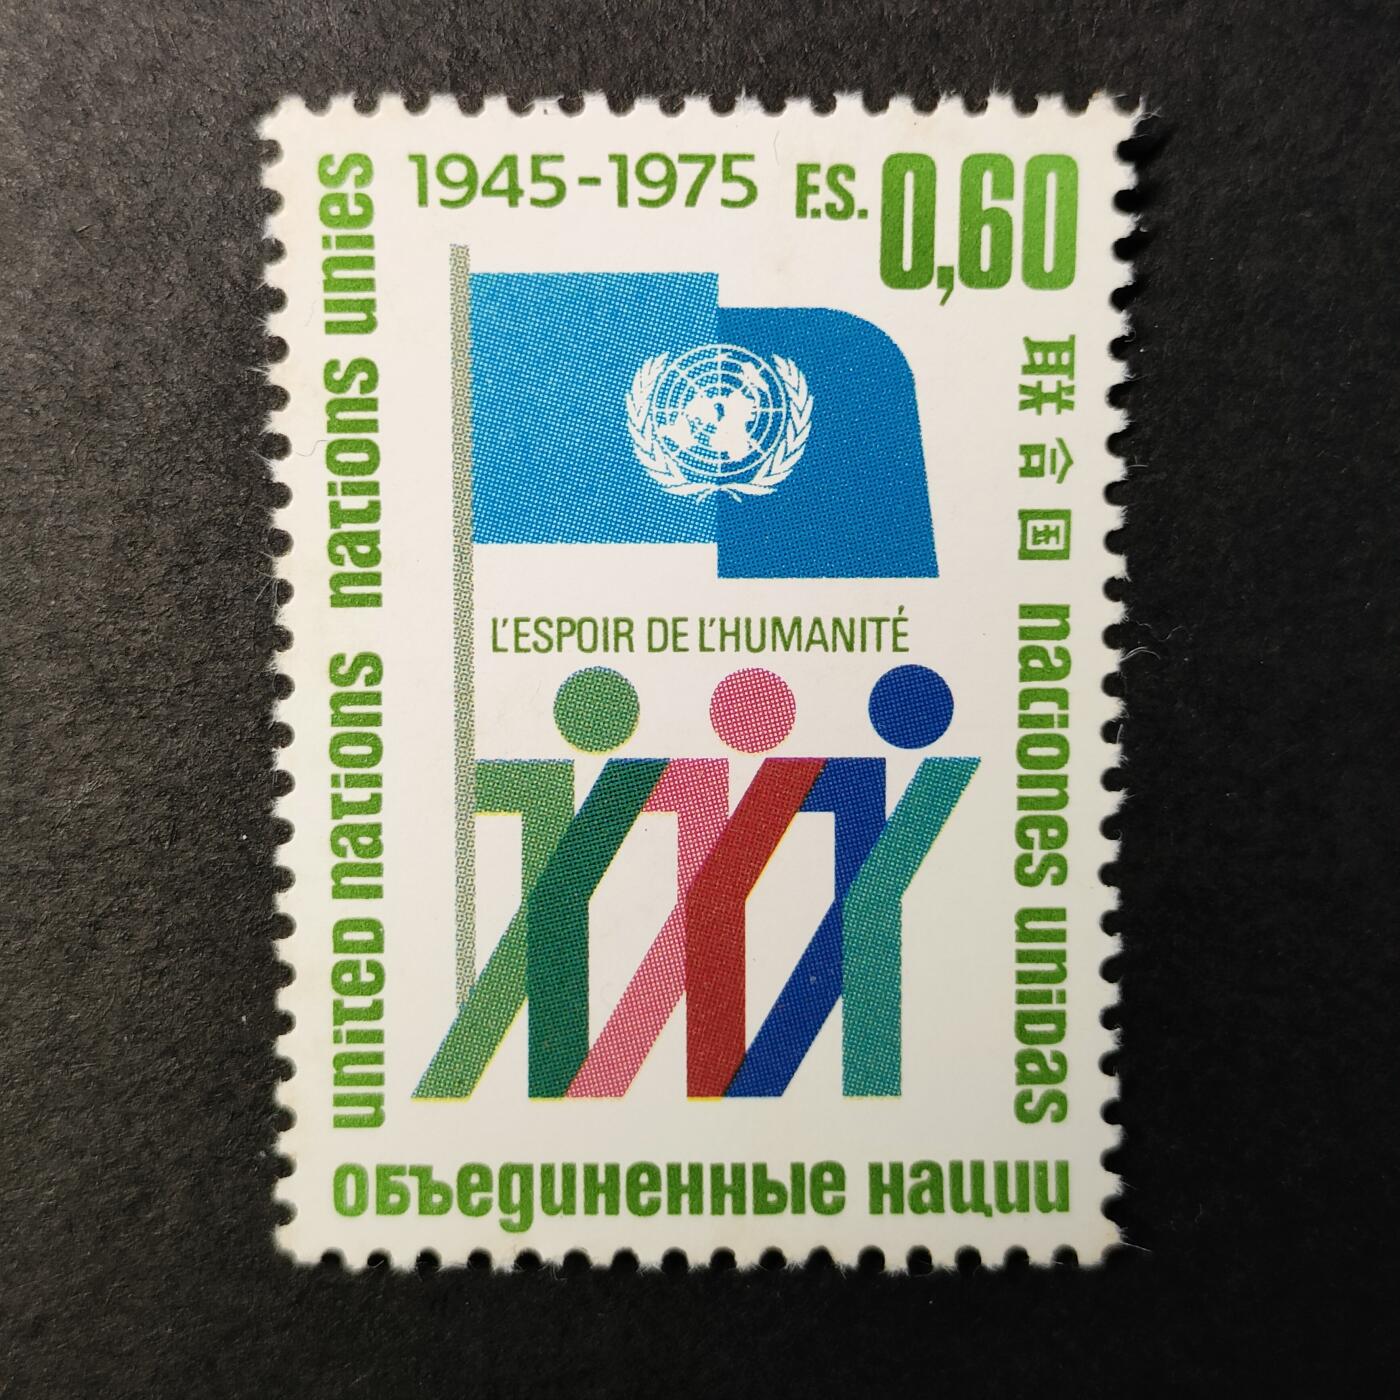 1945-1975 F.S. 0,60
united nations nations unies
联合国 naciones unidas
L'ESPOIR DE L'HUMANITÉ
объединенные нации